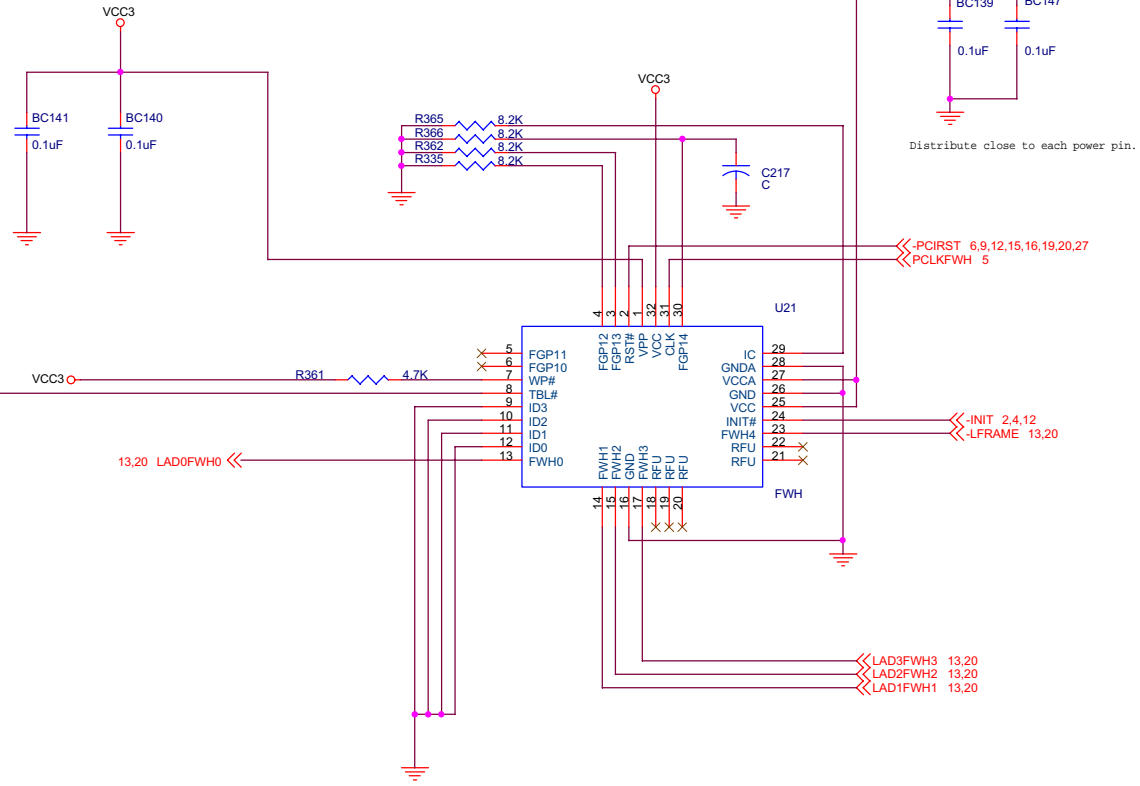 VCC3
BC139 BC147
0.1uF 0.1uF
BC141 BC140
0.1uF 0.1uF
VCC3
R365 8.2K
R366 8.2K
R362 8.2K
R335 8.2K
Distribute close to each power pin.
C217
C
-PCIRST 6,9,12,15,16,19,20,27
PCLKFWH 5
U21
4 3 2 1 32 31 30
FGP12 FGP13 RST# VPP VCC CLK FGP14
5 FGP11 IC 29
6 FGP10 GNDA 28
VCC3 R361 4.7K 7 WP# VCCA 27
8 TBL# GND 26
9 ID3 VCC 25
10 ID2 INIT# 24 -INIT 2,4,12
11 ID1 FWH4 23 -LFRAME 13,20
12 ID0 RFU 22
13,20 LAD0FWH0 13 FWH0 RFU 21
FWH1 FWH2 GND FWH3 RFU RFU RFU
14 15 16 17 18 19 20
FWH
LAD3FWH3 13,20
LAD2FWH2 13,20
LAD1FWH1 13,20